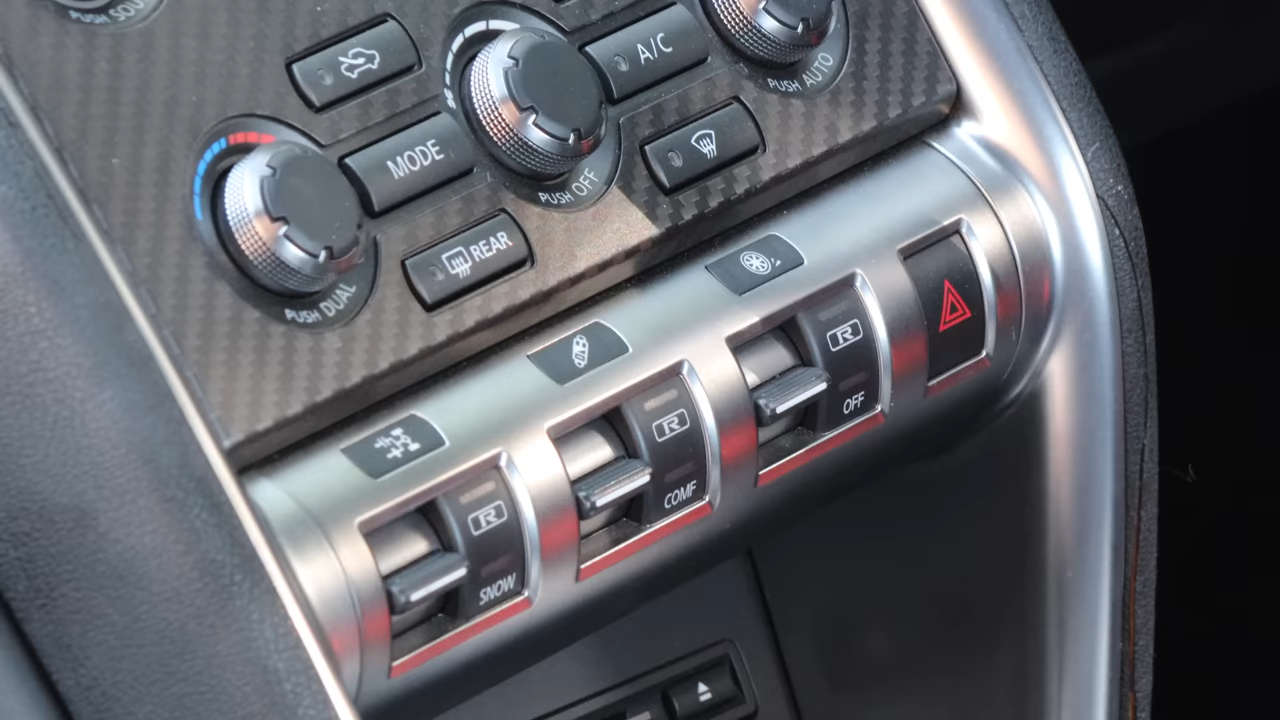 PUSH SOU
A/C
PUSH AUTO
MODE
PUSH OFF
REAR
PUSH DUAL
R
OFF
R
COMF
R
SNOW